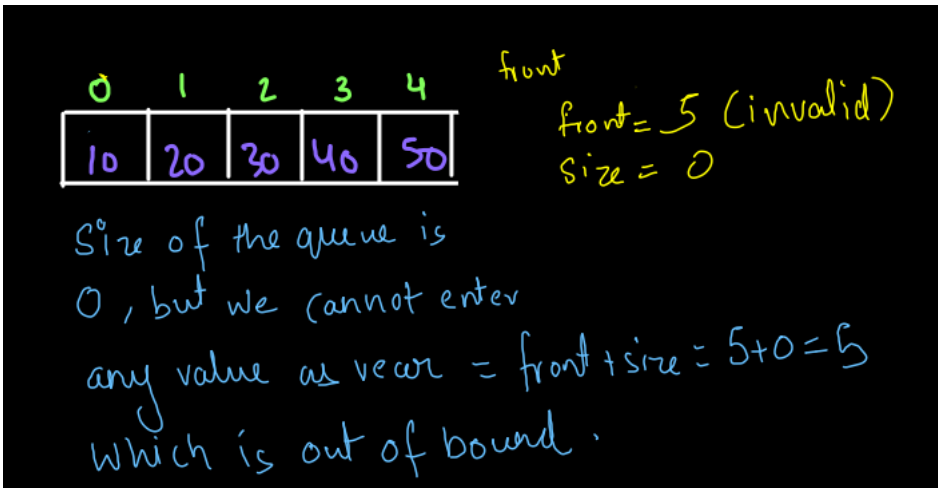 front
0 1 2 3 4
front = 5 (invalid)
10 20 30 40 50
size = 0
Size of the queue is
0, but we cannot enter
any value as rear = front + size = 5+0=5
which is out of bound.